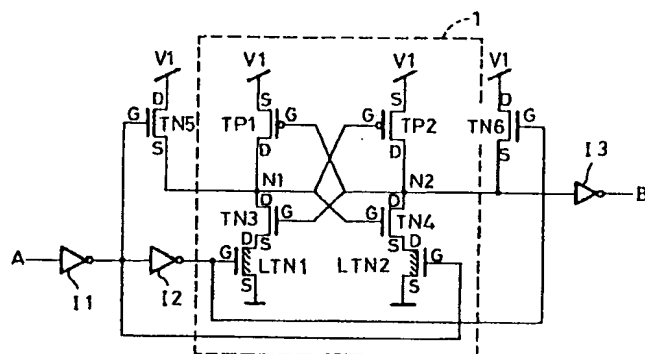 1
V1 V1 V1 V1
D S S D
G TN5 TP1 G G TP2 TN6 G
S D D S
I3
N1 N2 B
D D
TN3 G G TN4
S S
A G D D G
LTN1 LTN2
S S
I1 I2